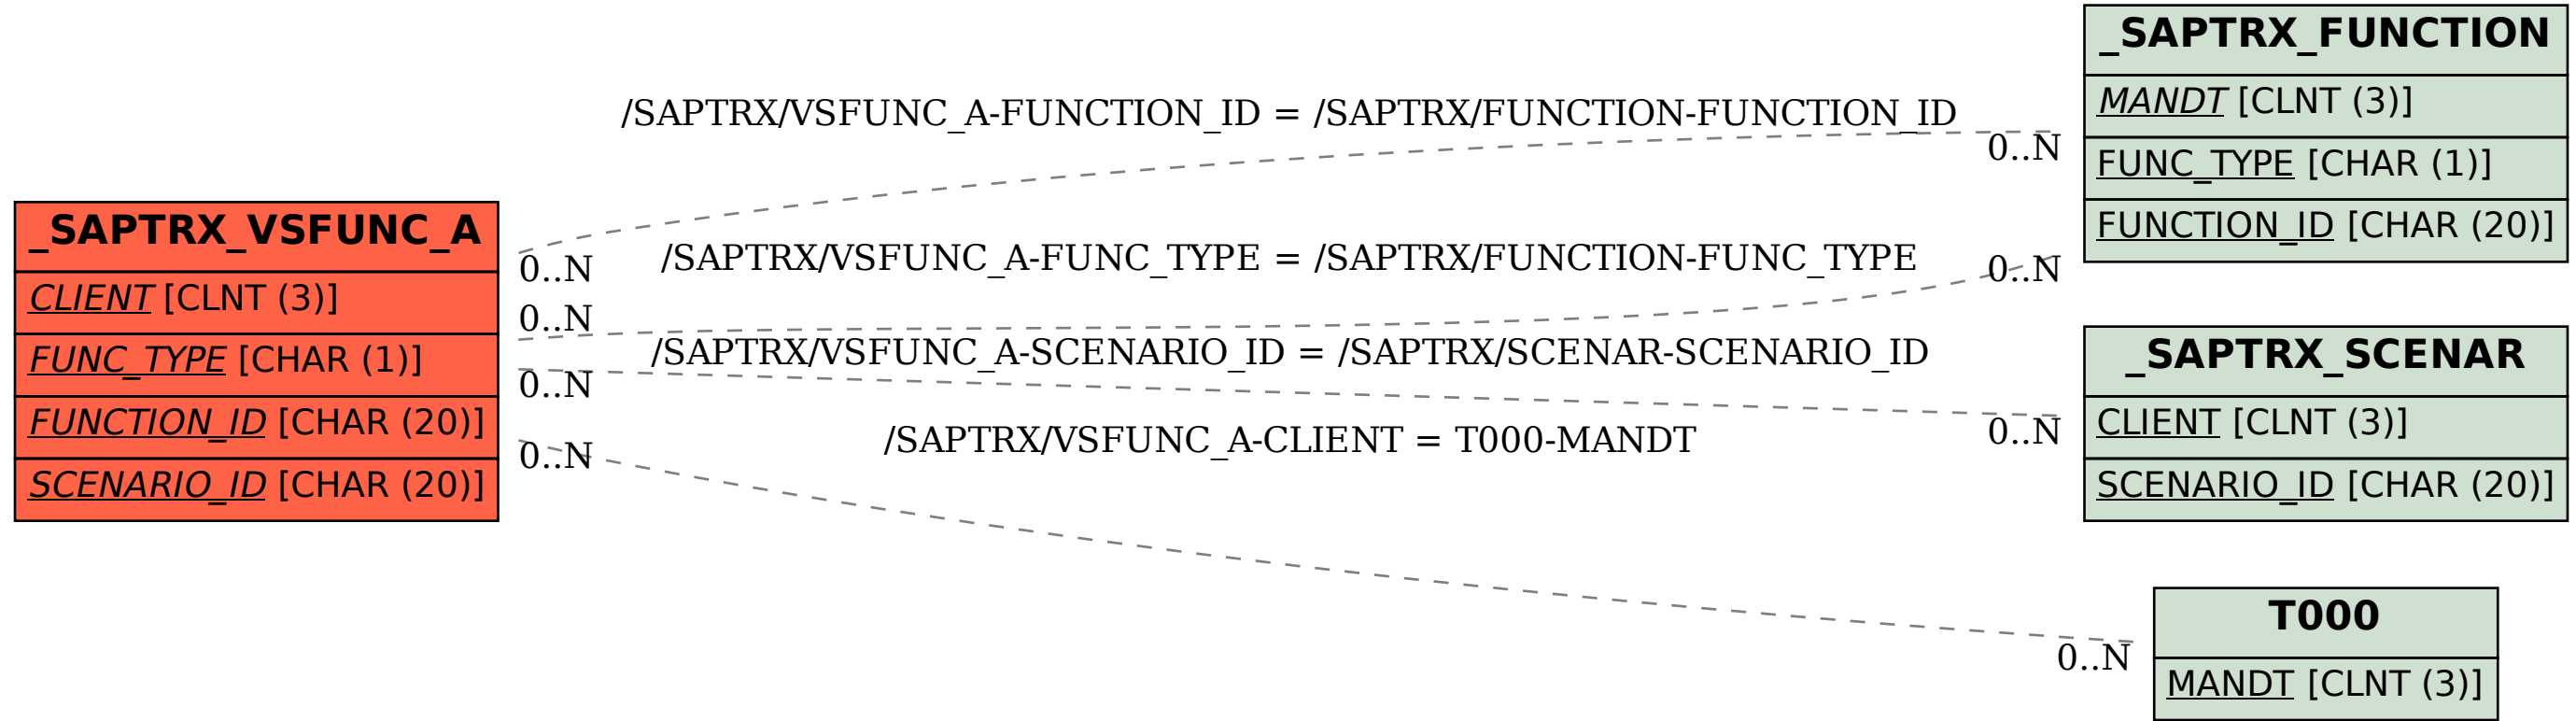 _SAPTRX_VSFUNC_A
CLIENT [CLNT (3)]
FUNC_TYPE [CHAR (1)]
FUNCTION_ID [CHAR (20)]
SCENARIO_ID [CHAR (20)]
/SAPTRX/VSFUNC_A-FUNCTION_ID = /SAPTRX/FUNCTION-FUNCTION_ID
0..N
0..N
/SAPTRX/VSFUNC_A-FUNC_TYPE = /SAPTRX/FUNCTION-FUNC_TYPE
0..N
0..N
/SAPTRX/VSFUNC_A-SCENARIO_ID = /SAPTRX/SCENAR-SCENARIO_ID
0..N
0..N
/SAPTRX/VSFUNC_A-CLIENT = T000-MANDT
0..N
0..N
_SAPTRX_FUNCTION
MANDT [CLNT (3)]
FUNC_TYPE [CHAR (1)]
FUNCTION_ID [CHAR (20)]
_SAPTRX_SCENAR
CLIENT [CLNT (3)]
SCENARIO_ID [CHAR (20)]
T000
MANDT [CLNT (3)]